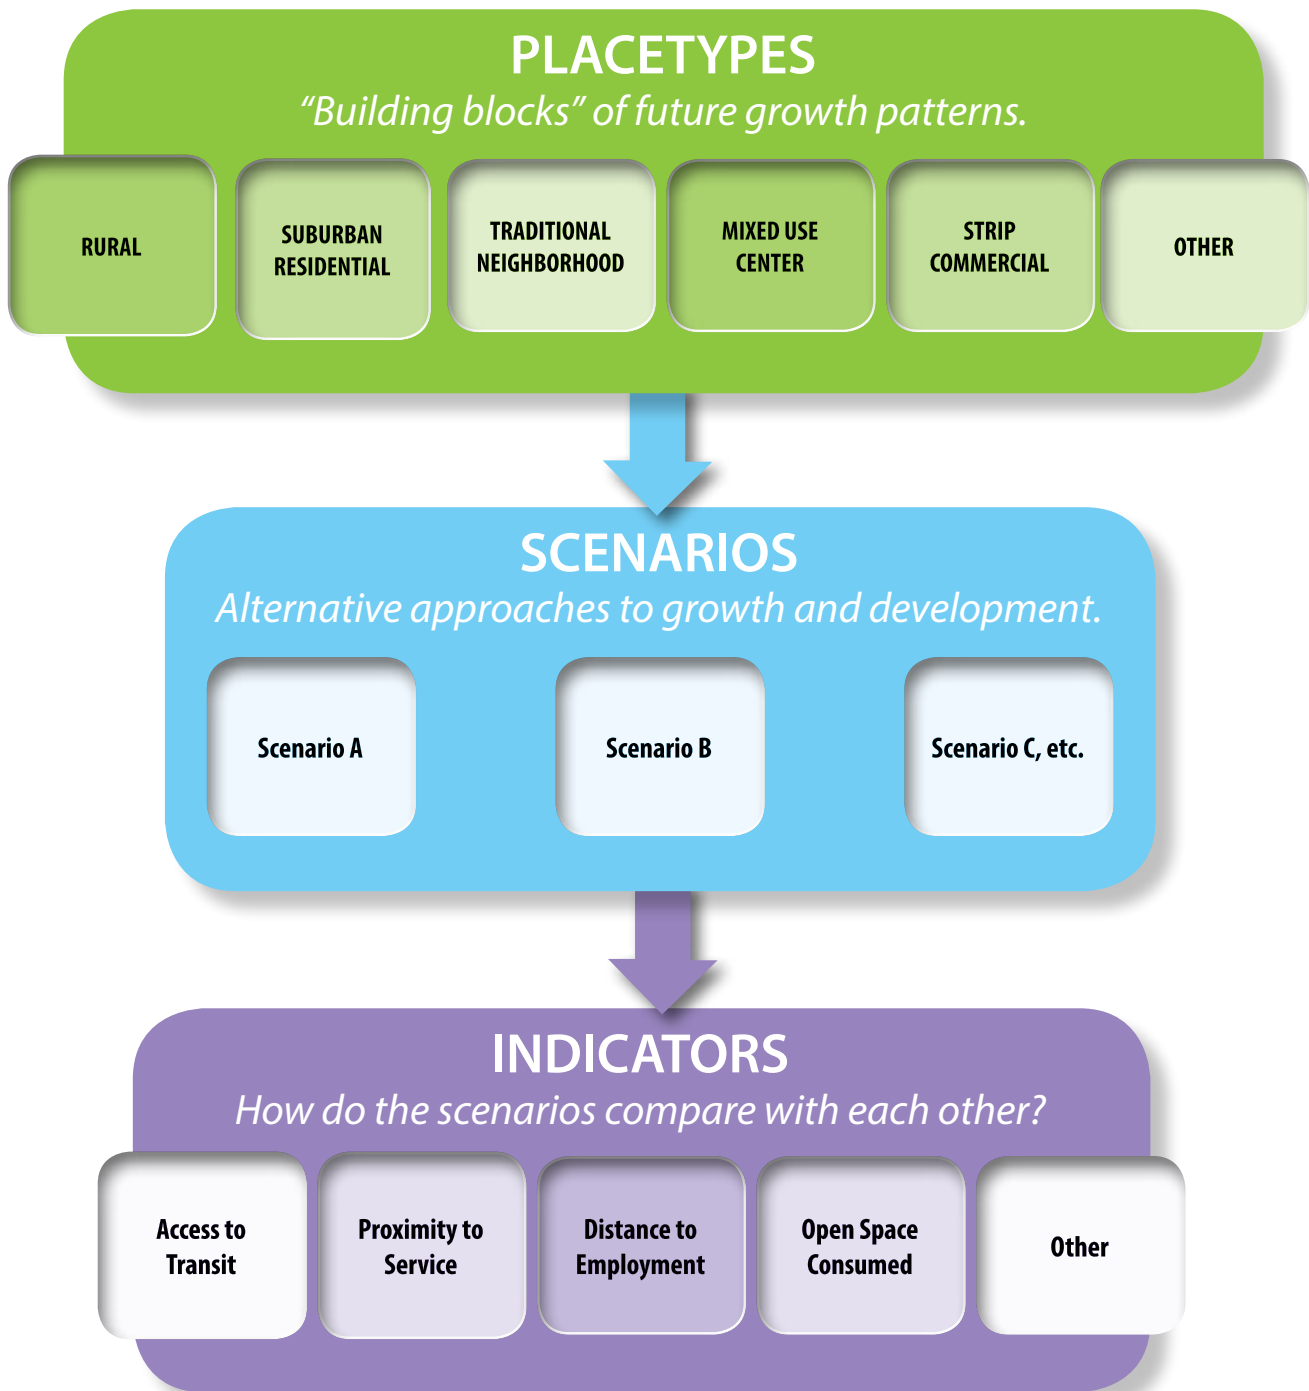 PLACETYPES
“Building blocks” of future growth patterns.
RURAL
SUBURBAN
RESIDENTIAL
TRADITIONAL
NEIGHBORHOOD
MIXED USE
CENTER
STRIP
COMMERCIAL
OTHER
SCENARIOS
Alternative approaches to growth and development.
Scenario A
Scenario B
Scenario C, etc.
INDICATORS
How do the scenarios compare with each other?
Access to
Transit
Proximity to
Service
Distance to
Employment
Open Space
Consumed
Other